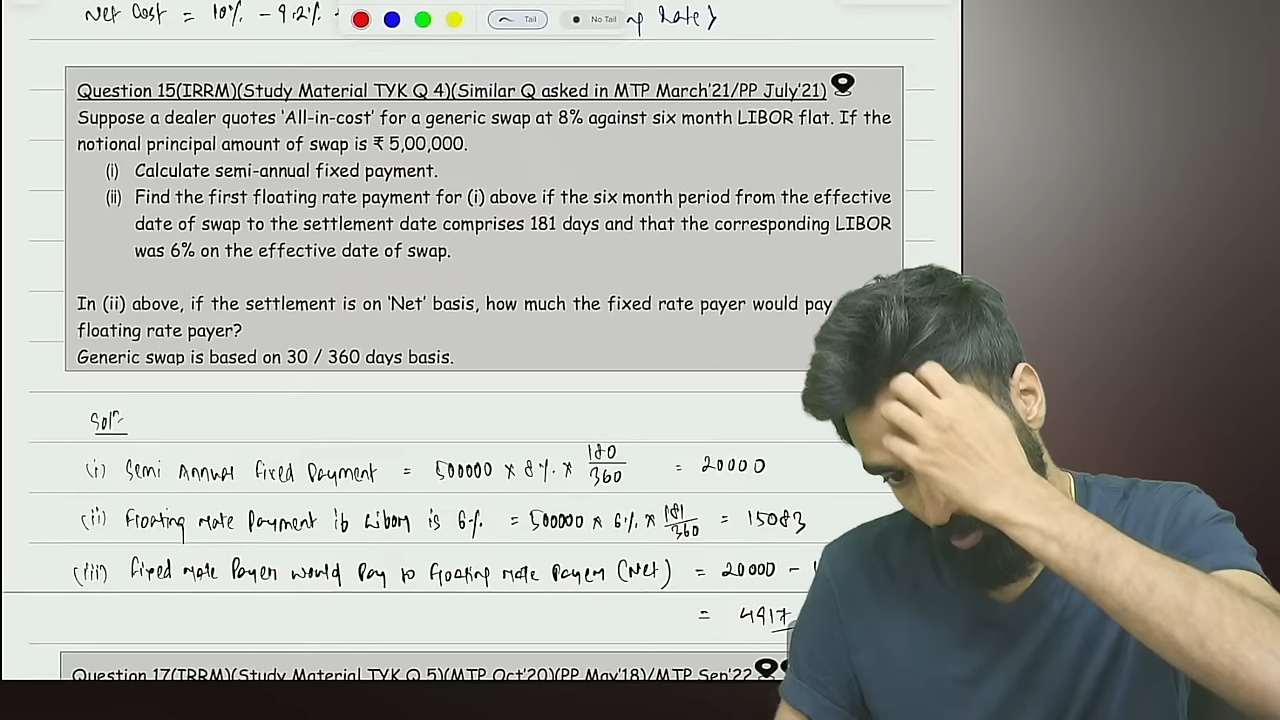 Net Cost = 10% - 9.2%
Tail
No Tail
Rate)
Question 15(IRRM)(Study Material TYK Q 4)(Similar Q asked in MTP March'21/PP July'21)
Suppose a dealer quotes 'All-in-cost' for a generic swap at 8% against six month LIBOR flat. If the
notional principal amount of swap is ₹ 5,00,000.
(i) Calculate semi-annual fixed payment.
(ii) Find the first floating rate payment for (i) above if the six month period from the effective
date of swap to the settlement date comprises 181 days and that the corresponding LIBOR
was 6% on the effective date of swap.
In (ii) above, if the settlement is on 'Net' basis, how much the fixed rate payer would pay
floating rate payer?
Generic swap is based on 30 / 360 days basis.
Solⁿ
(i) Semi Annual fixed Payment = 500000 × 8% × 180/360 = 20000
(ii) Floating rate Payment if Libor is 6% = 500000 × 6% × 181/360 = 15083
(iii) fixed rate Payer would Pay to floating rate Payer (Net) = 20000 -
= 4917
Question 17(IRRM)(Study Material TYK Q 5)(MTP Oct'20)(PP May'18)/MTP Sep'22